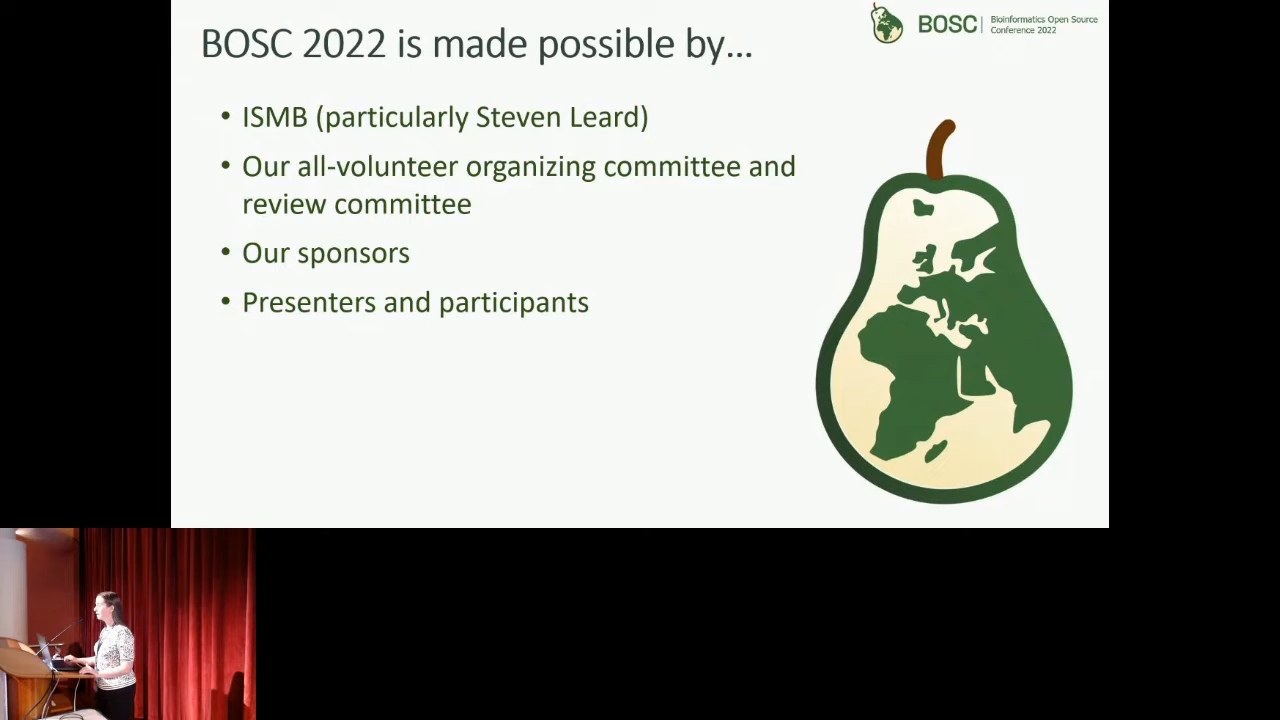 BOSC 2022 is made possible by...
BOSC
Bioinformatics Open Source
Conference 2022
• ISMB (particularly Steven Leard)
• Our all-volunteer organizing committee and
review committee
• Our sponsors
• Presenters and participants